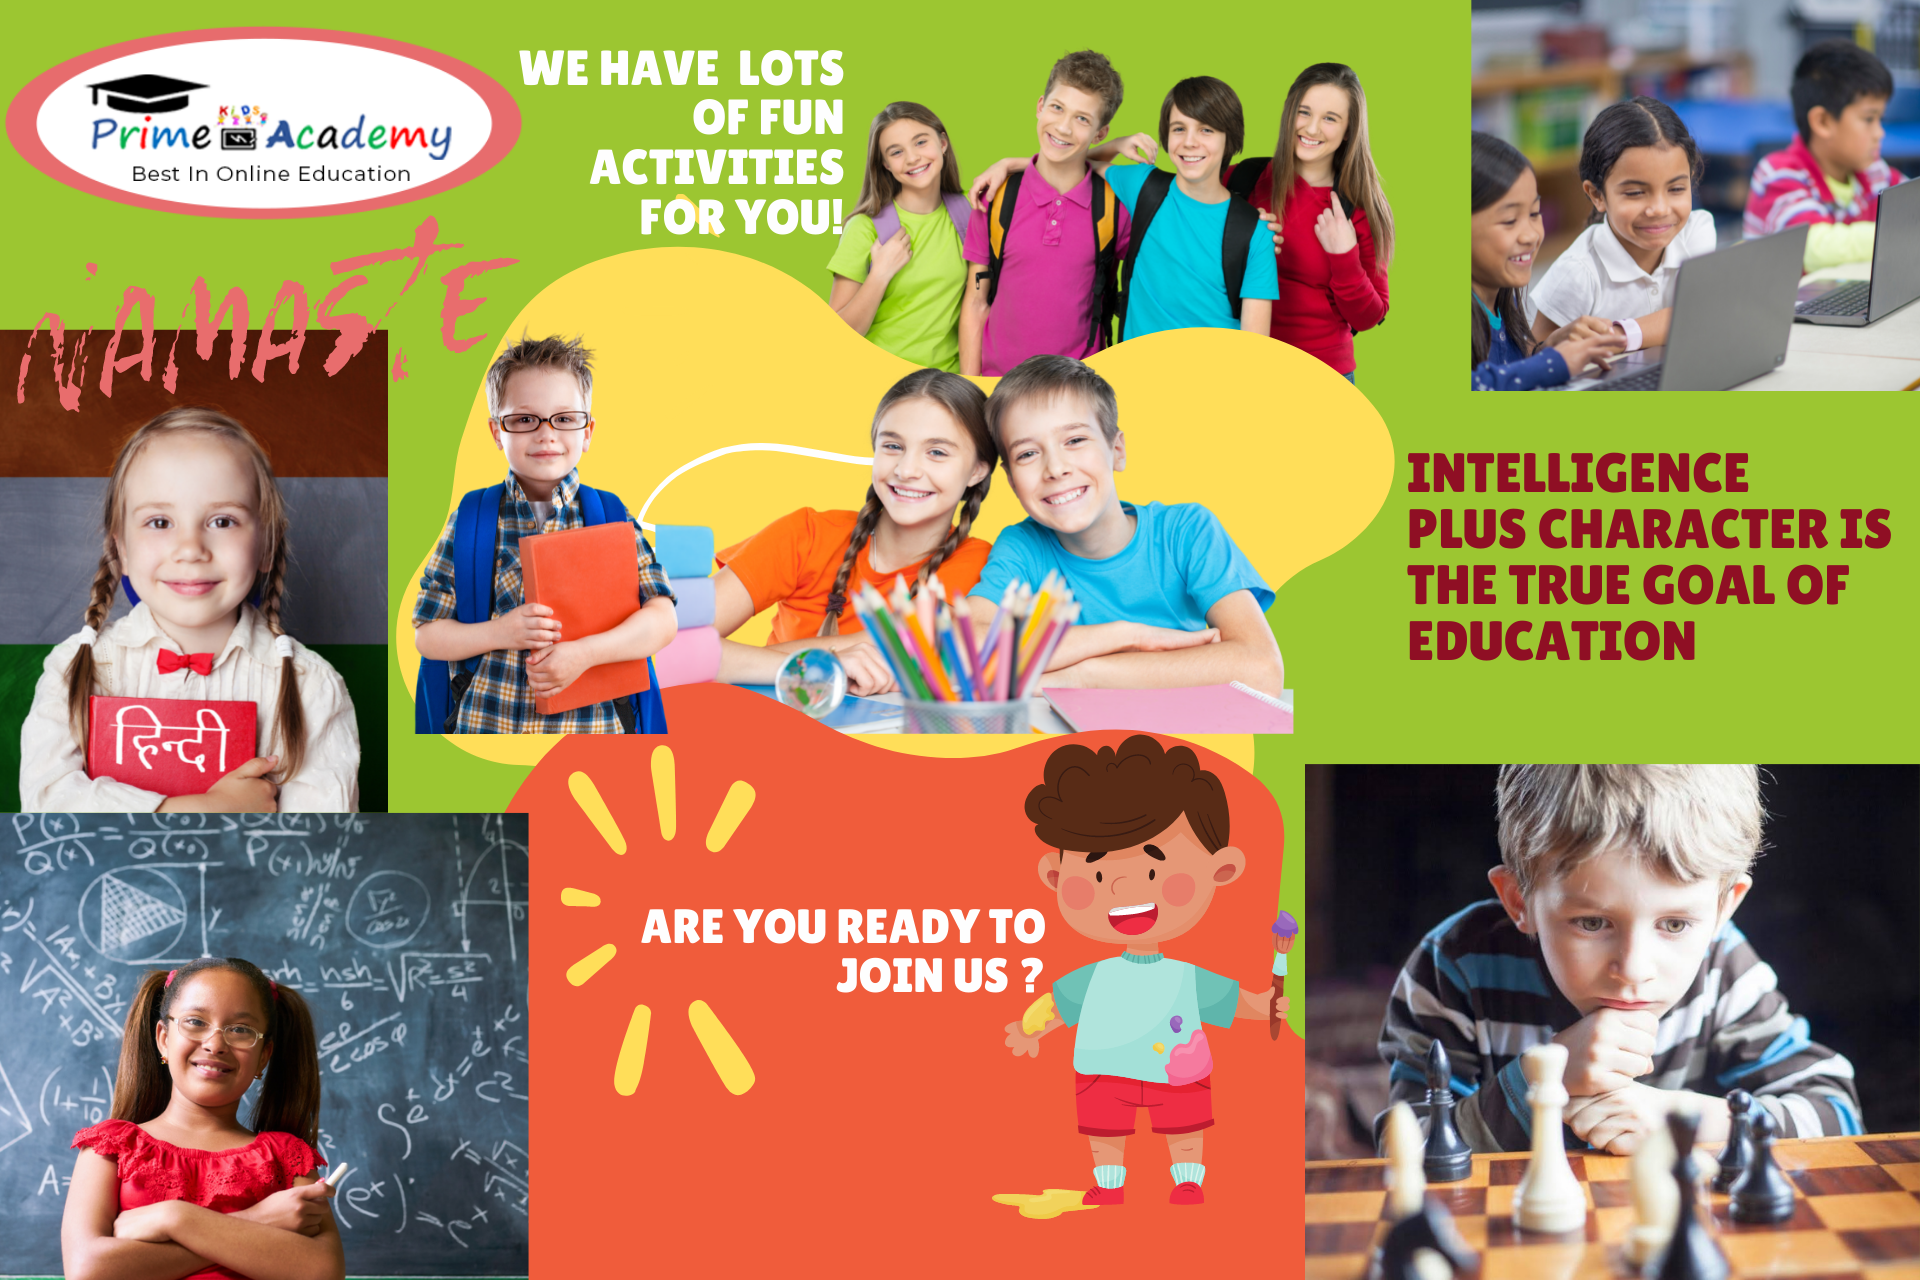 KIDS
Prime Academy
Best In Online Education
WE HAVE LOTS
OF FUN
ACTIVITIES
FOR YOU!
NAMASTE
INTELLIGENCE
PLUS CHARACTER IS
THE TRUE GOAL OF
EDUCATION
हिन्दी
ARE YOU READY TO
JOIN US ?
P(x)
Q(x)